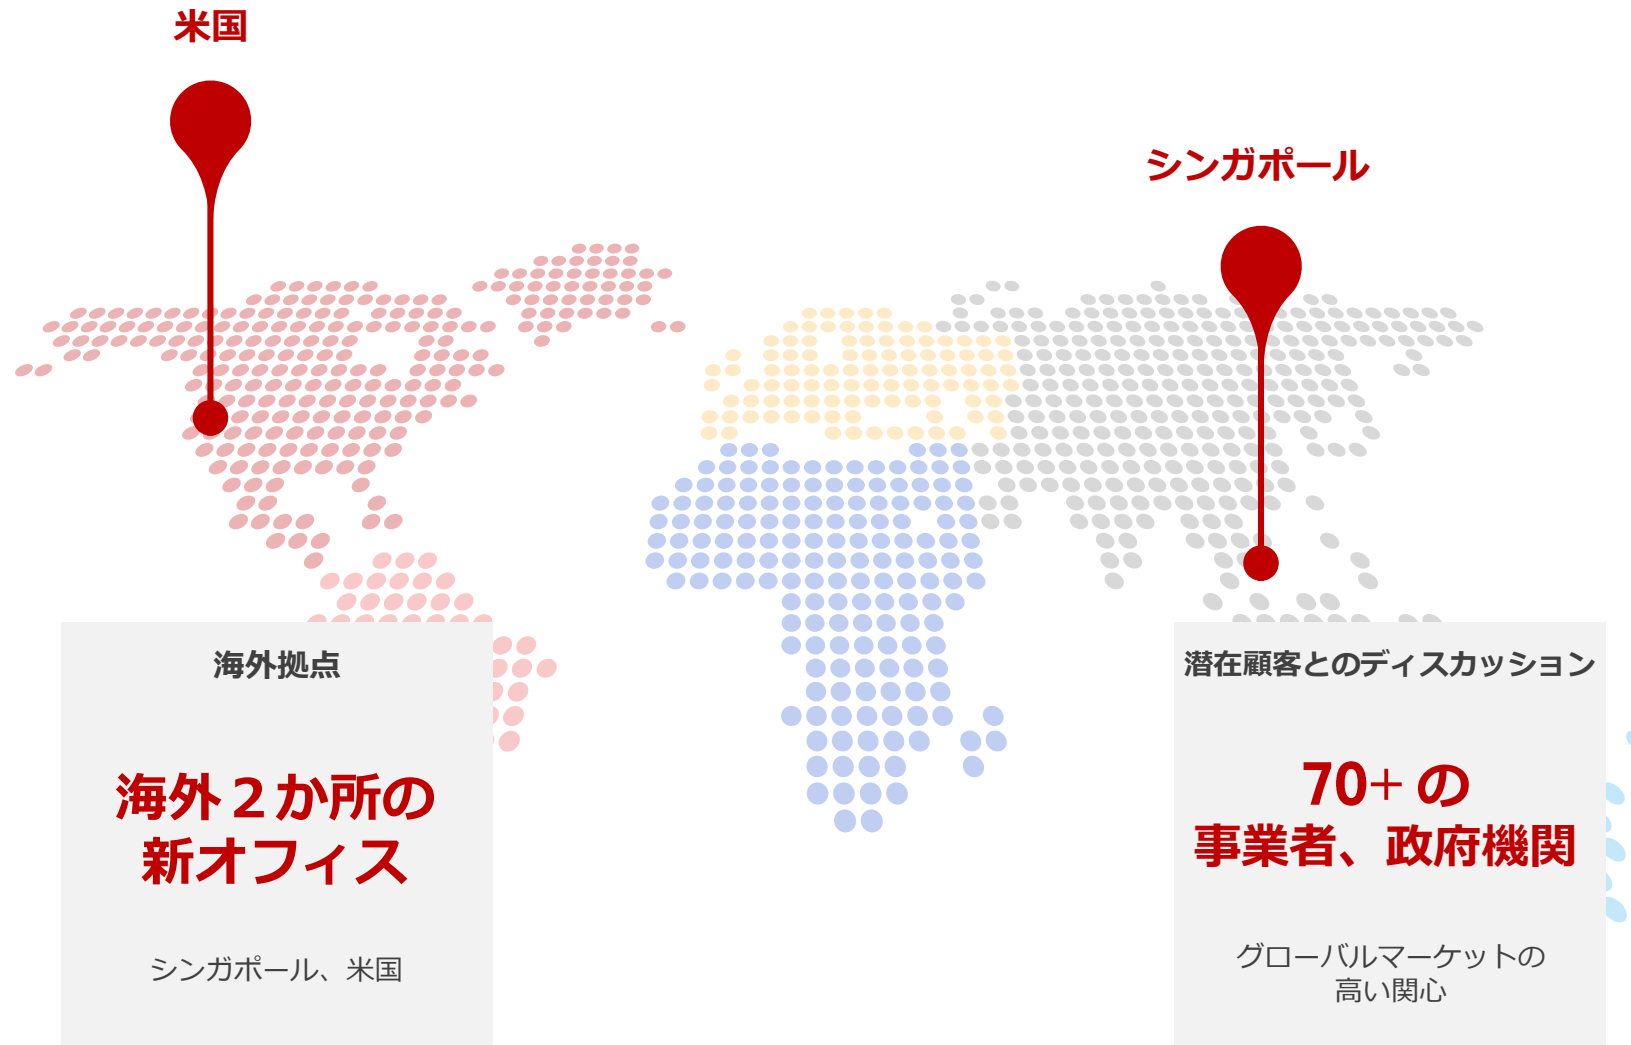 米国
シンガポール
海外拠点
海外２か所の
新オフィス
シンガポール、米国
潜在顧客とのディスカッション
70+ の
事業者、政府機関
グローバルマーケットの
高い関心